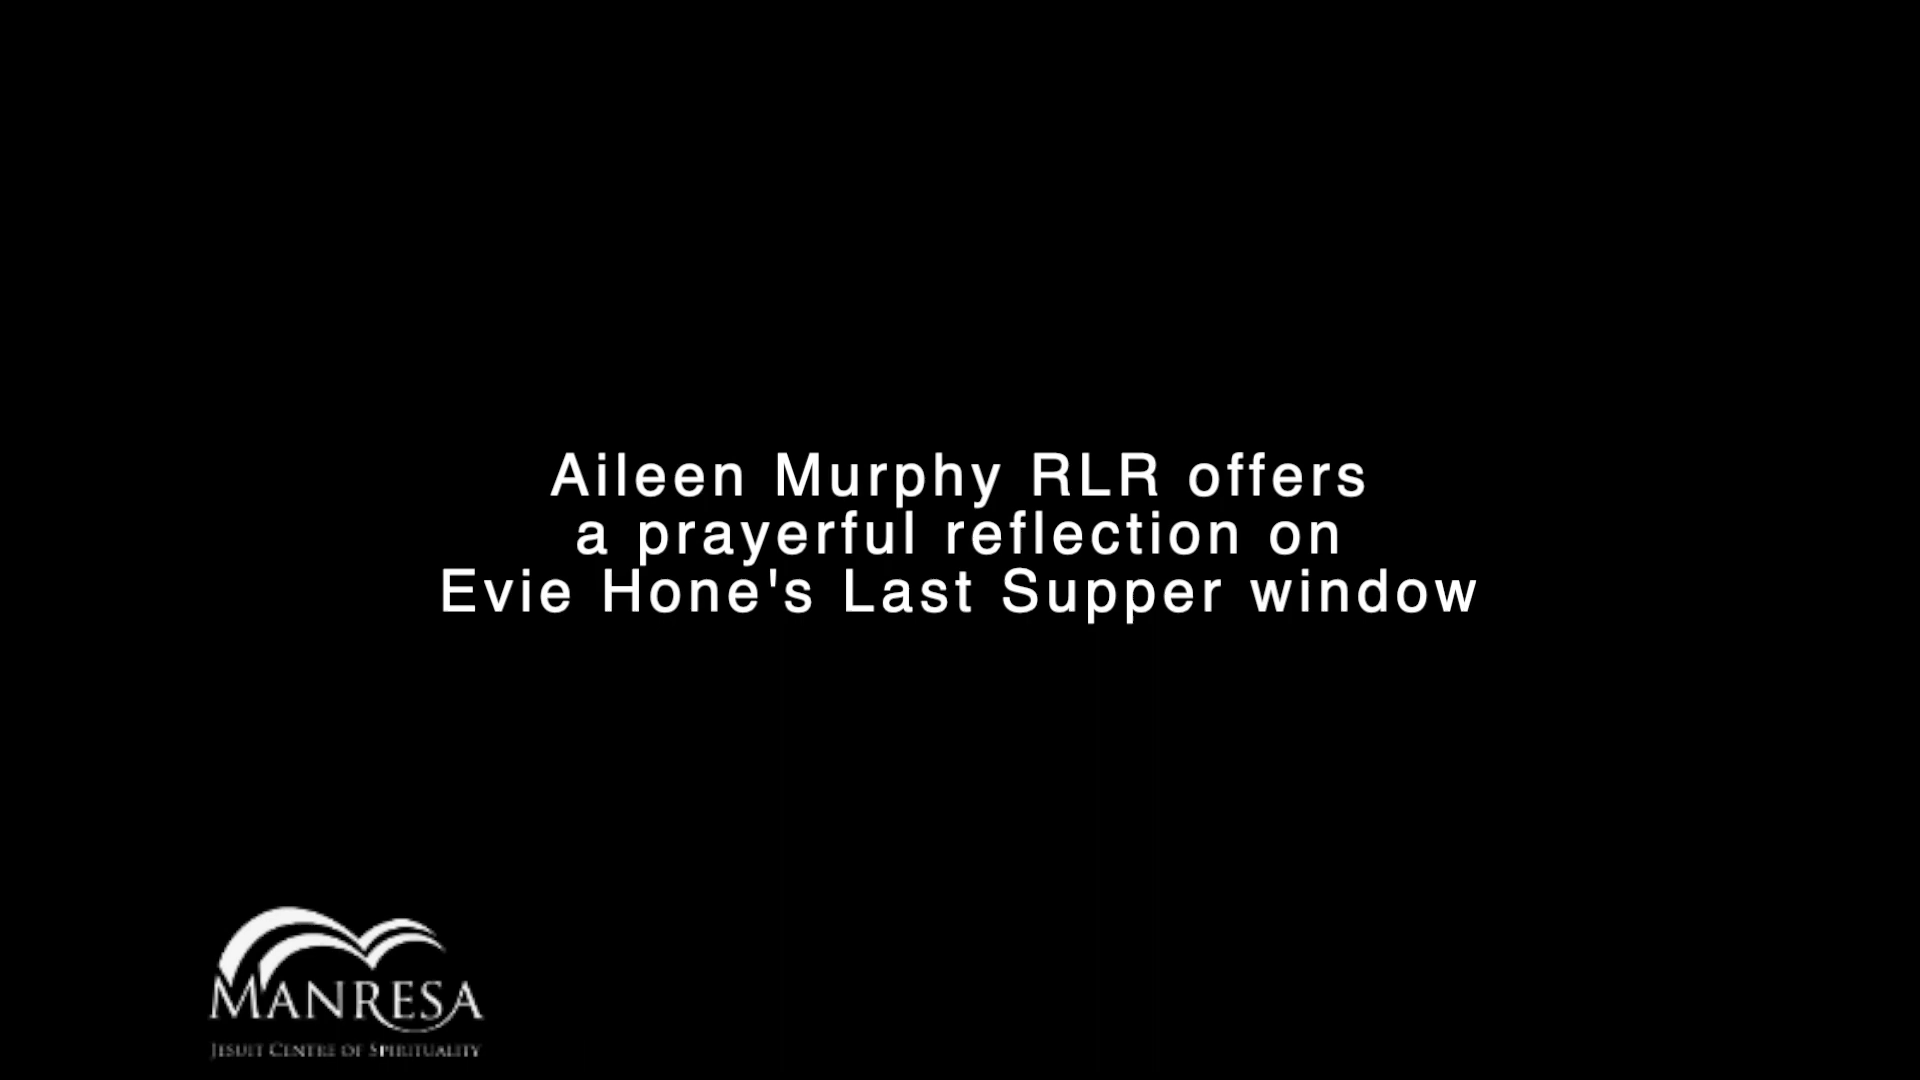 Aileen Murphy RLR offers
a prayerful reflection on
Evie Hone's Last Supper window
MANRESA
JESUIT CENTRE OF SPIRITUALITY